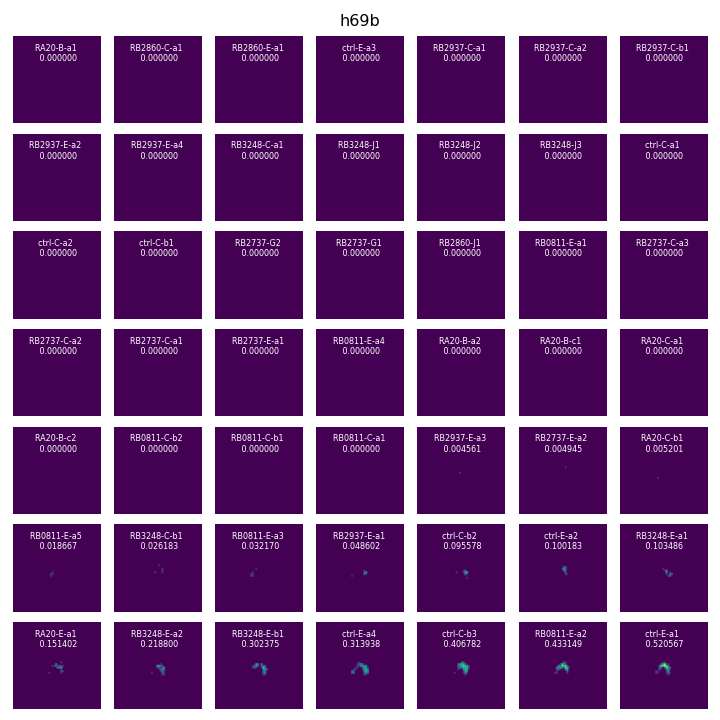 h69b
RA20-B-a1
0.000000
RB2860-C-a1
0.000000
RB2860-E-a1
0.000000
ctrl-E-a3
0.000000
RB2937-C-a1
0.000000
RB2937-C-a2
0.000000
RB2937-C-b1
0.000000
RB2937-E-a2
0.000000
RB2937-E-a4
0.000000
RB3248-C-a1
0.000000
RB3248-J1
0.000000
RB3248-J2
0.000000
RB3248-J3
0.000000
ctrl-C-a1
0.000000
ctrl-C-a2
0.000000
ctrl-C-b1
0.000000
RB2737-G2
0.000000
RB2737-G1
0.000000
RB2860-J1
0.000000
RB0811-E-a1
0.000000
RB2737-C-a3
0.000000
RB2737-C-a2
0.000000
RB2737-C-a1
0.000000
RB2737-E-a1
0.000000
RB0811-E-a4
0.000000
RA20-B-a2
0.000000
RA20-B-c1
0.000000
RA20-C-a1
0.000000
RA20-B-c2
0.000000
RB0811-C-b2
0.000000
RB0811-C-b1
0.000000
RB0811-C-a1
0.000000
RB2937-E-a3
0.004561
RB2737-E-a2
0.004945
RA20-C-b1
0.005201
RB0811-E-a5
0.018667
RB3248-C-b1
0.026183
RB0811-E-a3
0.032170
RB2937-E-a1
0.048602
ctrl-C-b2
0.095578
ctrl-E-a2
0.100183
RB3248-E-a1
0.103486
RA20-E-a1
0.151402
RB3248-E-a2
0.218800
RB3248-E-b1
0.302375
ctrl-E-a4
0.313938
ctrl-C-b3
0.406782
RB0811-E-a2
0.433149
ctrl-E-a1
0.520567